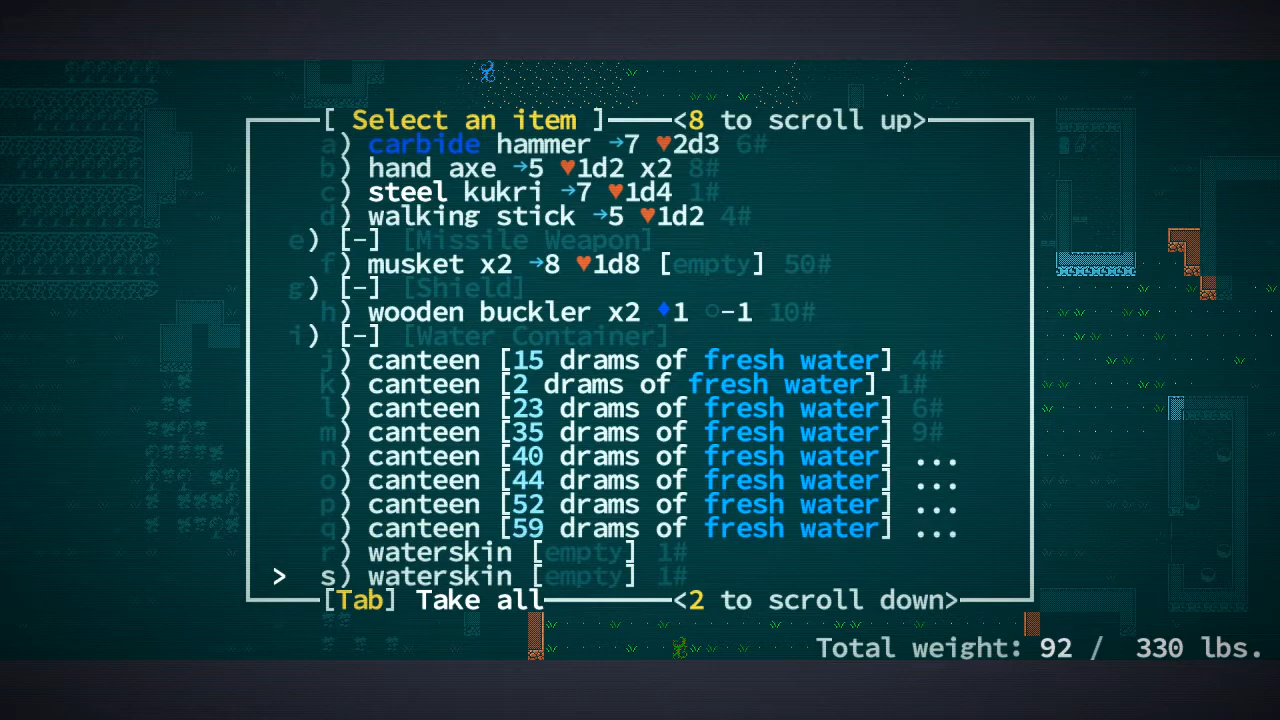 [ Select an item ] <8 to scroll up>
a) carbide hammer →7 ♥2d3 6#
b) hand axe →5 ♥1d2 x2 8#
c) steel kukri →7 ♥1d4 1#
d) walking stick →5 ♥1d2 4#
e) [-] [Missile Weapon]
f) musket x2 →8 ♥1d8 [empty] 50#
g) [-] [Shield]
h) wooden buckler x2 ♦1 ○-1 10#
i) [-] [Water Container]
j) canteen [15 drams of fresh water] 4#
k) canteen [2 drams of fresh water] 1#
l) canteen [23 drams of fresh water] 6#
m) canteen [35 drams of fresh water] 9#
n) canteen [40 drams of fresh water] ...
o) canteen [44 drams of fresh water] ...
p) canteen [52 drams of fresh water] ...
q) canteen [59 drams of fresh water] ...
r) waterskin [empty] 1#
> s) waterskin [empty] 1#
[Tab] Take all <2 to scroll down>
Total weight: 92 / 330 lbs.